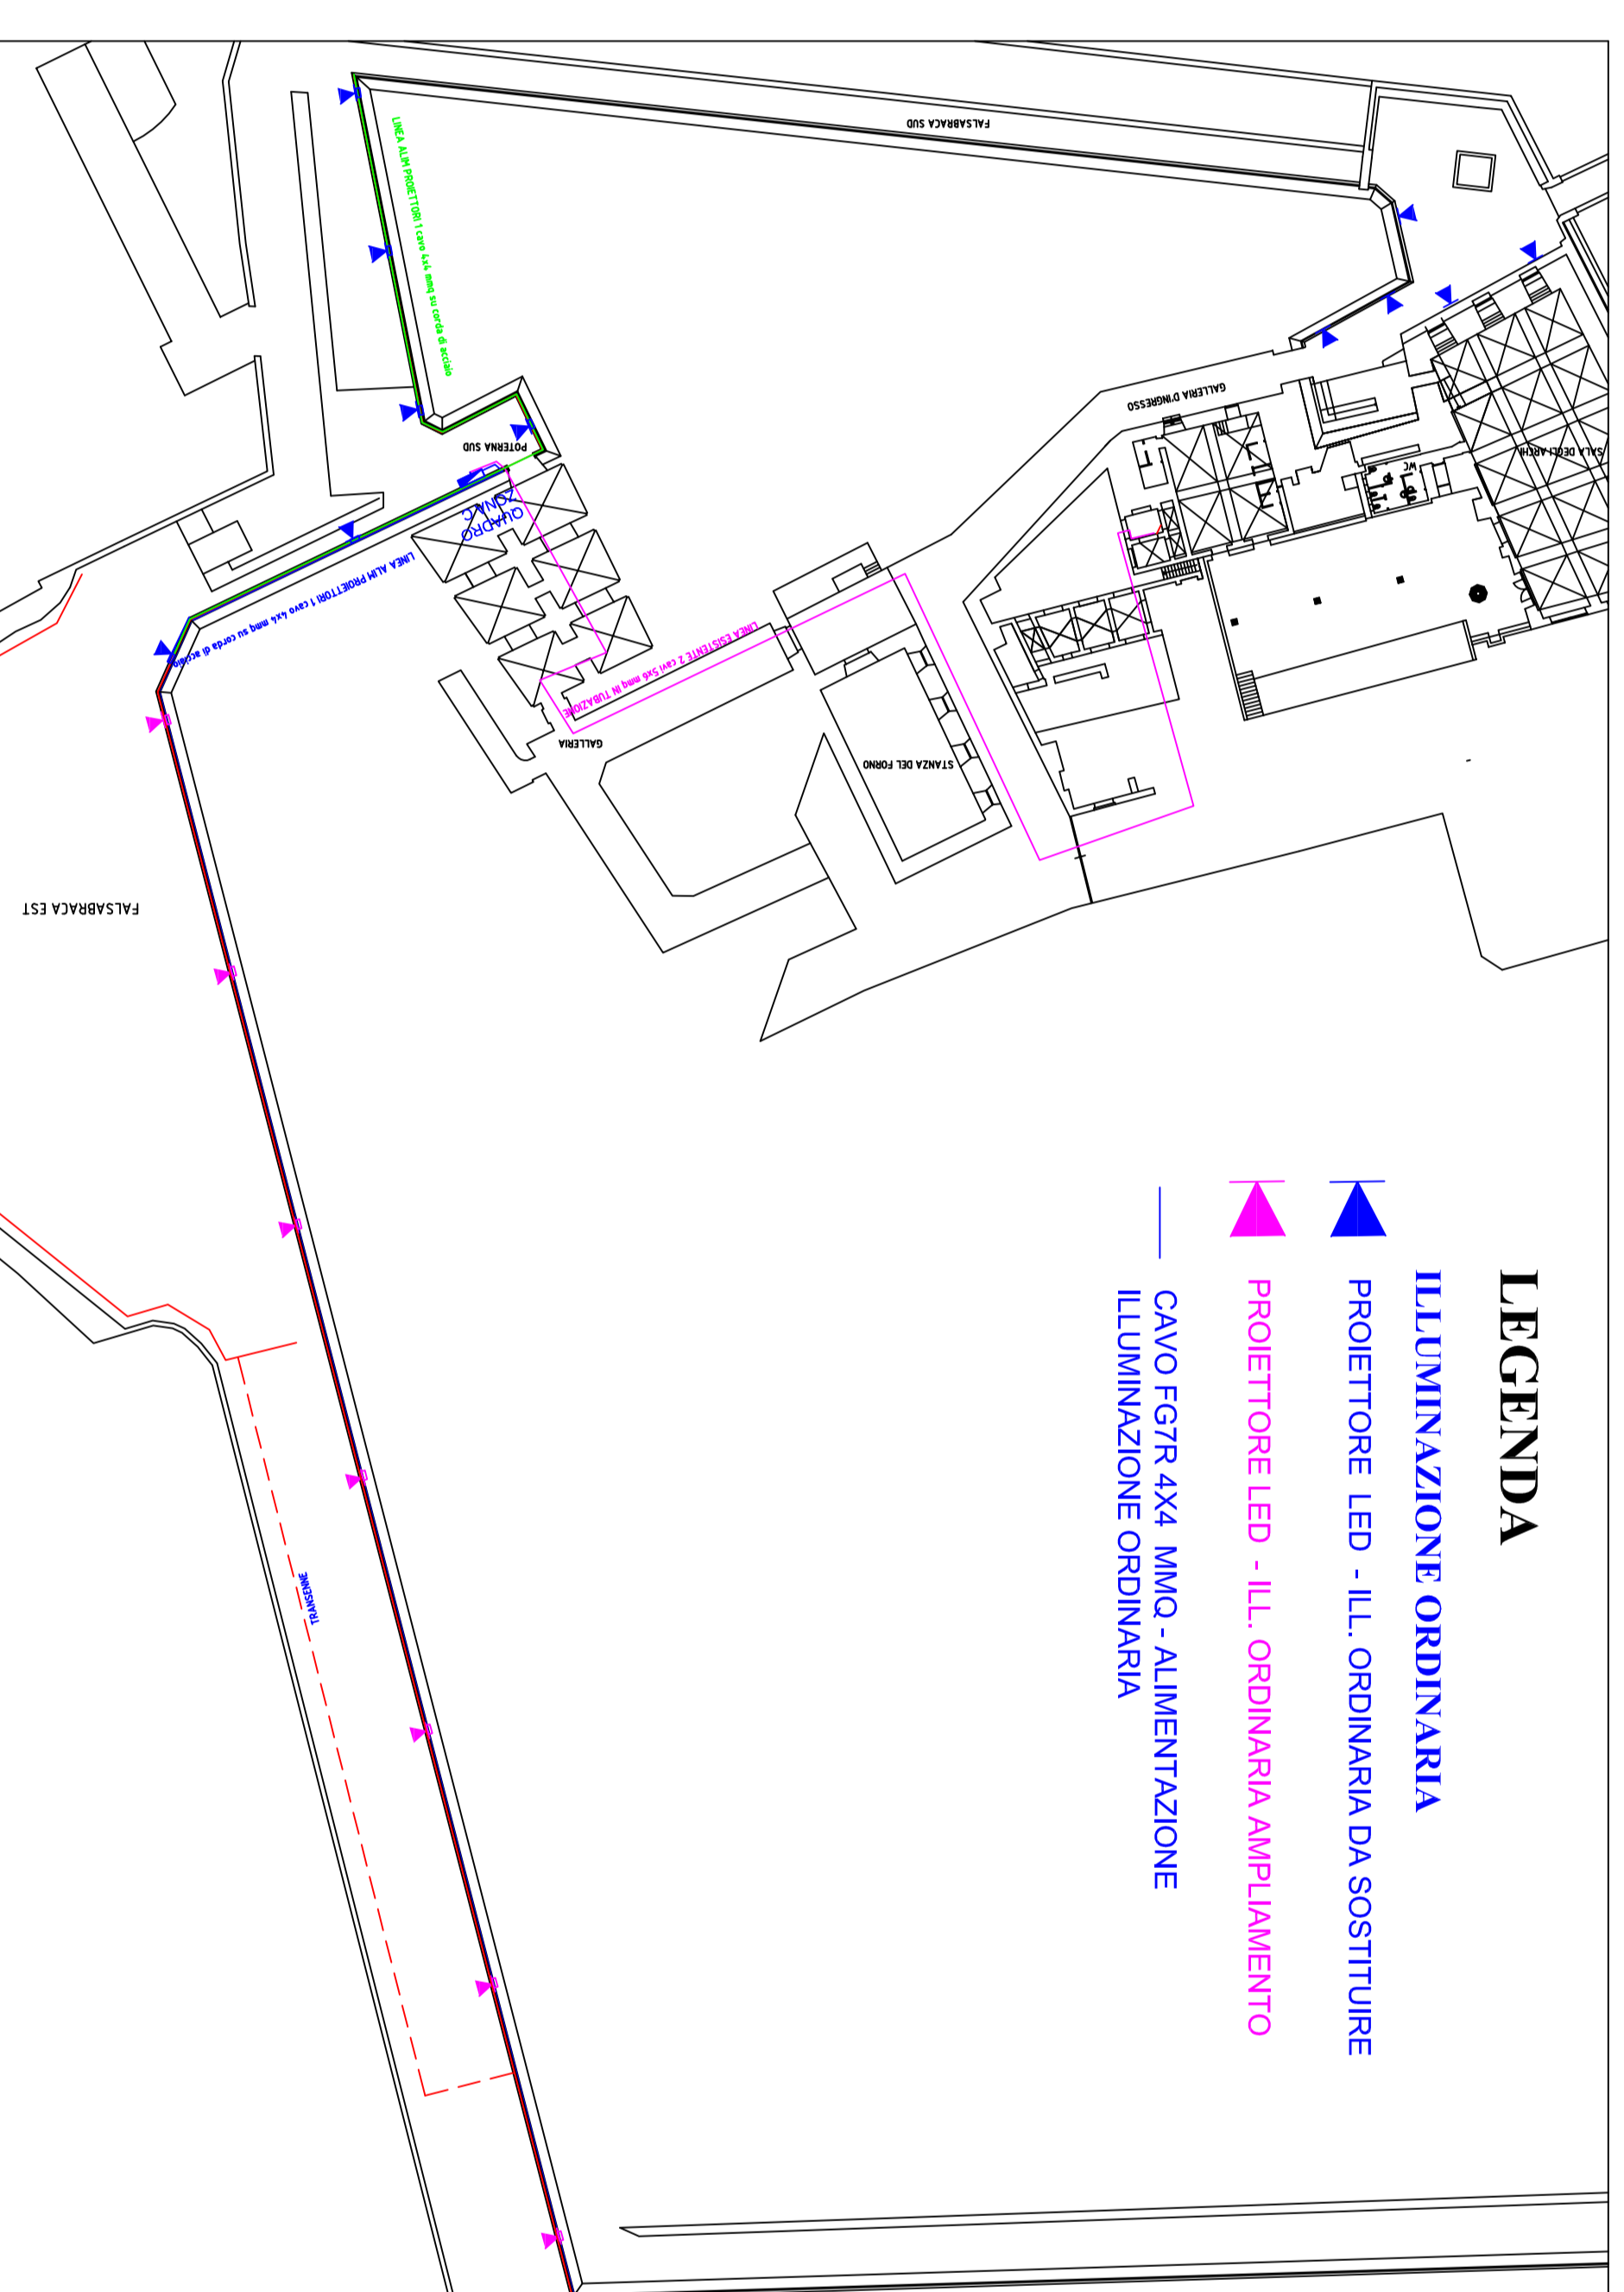 LEGENDA
ILLUMINAZIONE ORDINARIA
PROIETTORE LED - ILL. ORDINARIA DA SOSTITUIRE
PROIETTORE LED - ILL. ORDINARIA AMPLIAMENTO
CAVO FG7R 4X4 MMQ - ALIMENTAZIONE
ILLUMINAZIONE ORDINARIA
FALSABRACA SUD
LINEA ALIM PROIETTORI 1 cavo 4x4 mmq su corda di acciaio
GALLERIA D'INGRESSO
SALA DEGLI ARCHI
WC
POTERNA SUD
QUADRO
ZONA C
LINEA ALIM PROIETTORI 1 cavo 4x4 mmq su corda di acciaio
LINEA ESISTENTE 2 cavi 5x6 mmq IN TUBAZIONE
GALLERIA
STANZA DEL FORNO
FALSABRACA EST
TRANSENNE